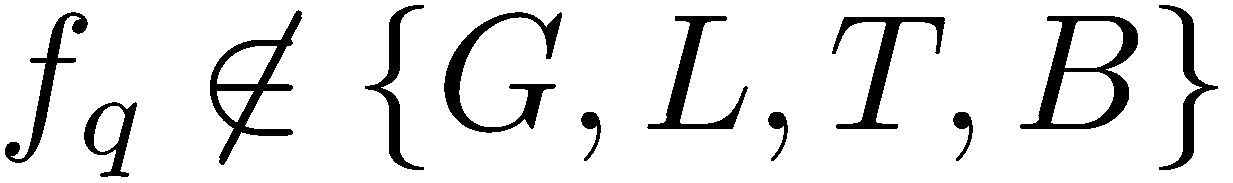 f_q ∉ {G, L, T, B}